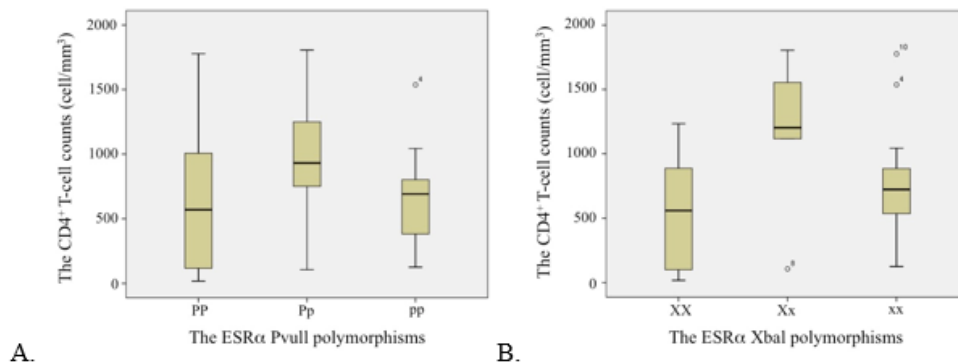 The CD4⁺ T-cell counts (cell/mm³)
2000
1500
1000
500
0
4
PP
Pp
pp
The ESRα Pvull polymorphisms
A.
The CD4⁺ T-cell counts (cell/mm³)
2000
1500
1000
500
0
10
4
8
XX
Xx
xx
The ESRα Xbal polymorphisms
B.